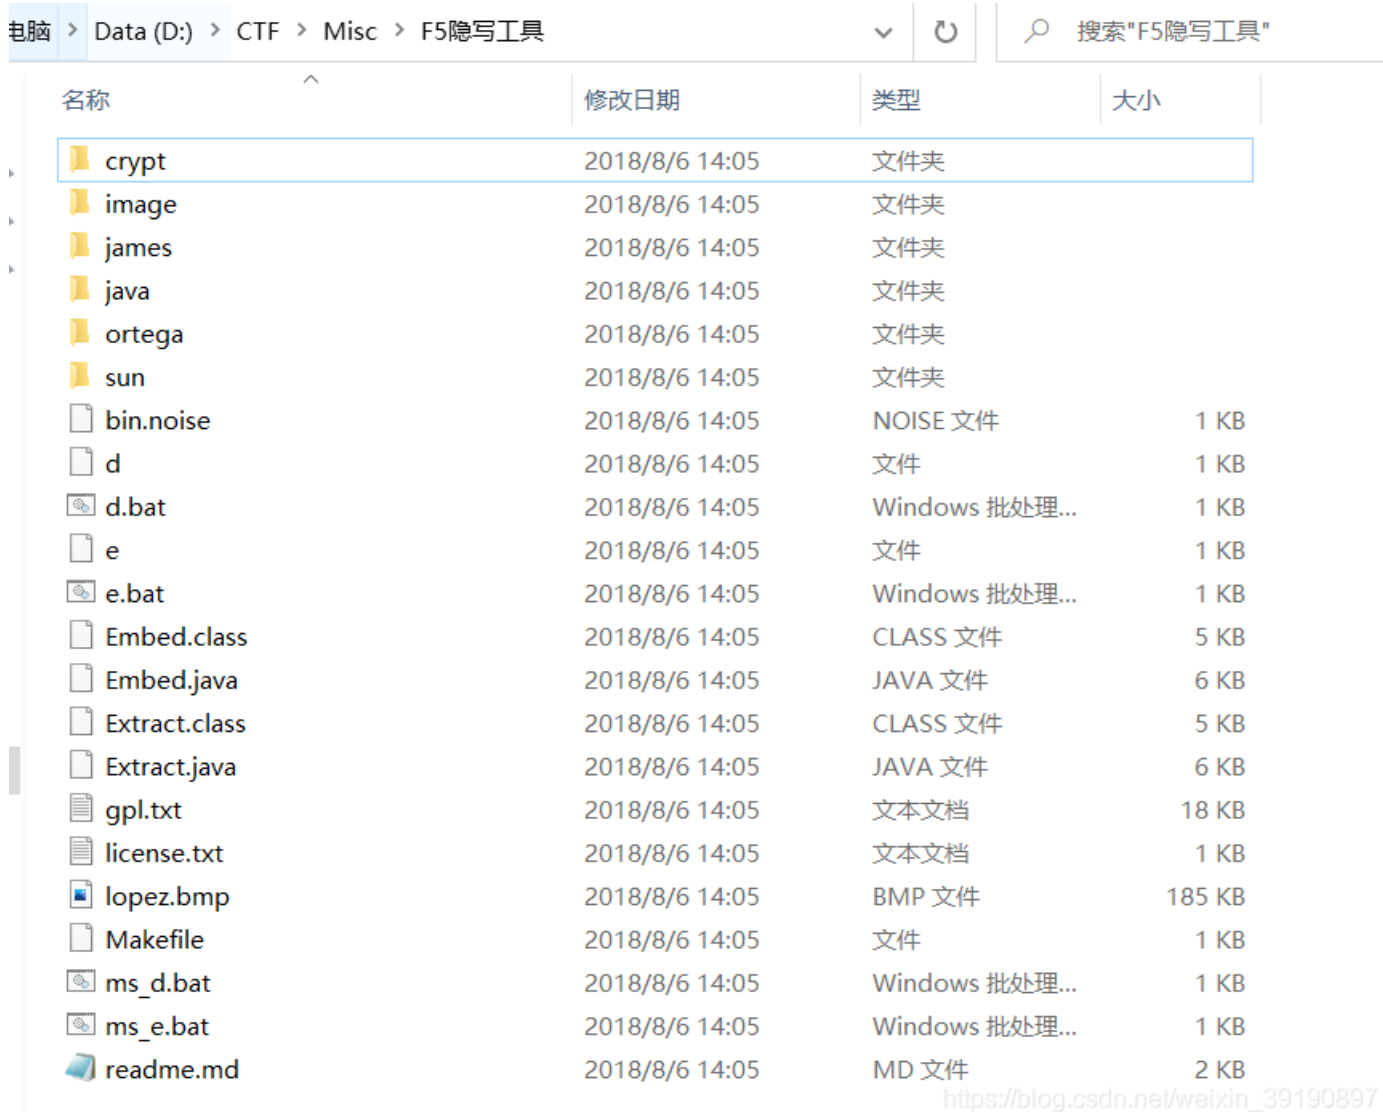 电脑 > Data (D:) > CTF > Misc > F5隐写工具 搜索"F5隐写工具"
名称 修改日期 类型 大小
crypt 2018/8/6 14:05 文件夹
image 2018/8/6 14:05 文件夹
james 2018/8/6 14:05 文件夹
java 2018/8/6 14:05 文件夹
ortega 2018/8/6 14:05 文件夹
sun 2018/8/6 14:05 文件夹
bin.noise 2018/8/6 14:05 NOISE 文件 1 KB
d 2018/8/6 14:05 文件 1 KB
d.bat 2018/8/6 14:05 Windows 批处理... 1 KB
e 2018/8/6 14:05 文件 1 KB
e.bat 2018/8/6 14:05 Windows 批处理... 1 KB
Embed.class 2018/8/6 14:05 CLASS 文件 5 KB
Embed.java 2018/8/6 14:05 JAVA 文件 6 KB
Extract.class 2018/8/6 14:05 CLASS 文件 5 KB
Extract.java 2018/8/6 14:05 JAVA 文件 6 KB
gpl.txt 2018/8/6 14:05 文本文档 18 KB
license.txt 2018/8/6 14:05 文本文档 1 KB
lopez.bmp 2018/8/6 14:05 BMP 文件 185 KB
Makefile 2018/8/6 14:05 文件 1 KB
ms_d.bat 2018/8/6 14:05 Windows 批处理... 1 KB
ms_e.bat 2018/8/6 14:05 Windows 批处理... 1 KB
readme.md 2018/8/6 14:05 MD 文件 2 KB
https://blog.csdn.net/weixin_39190897